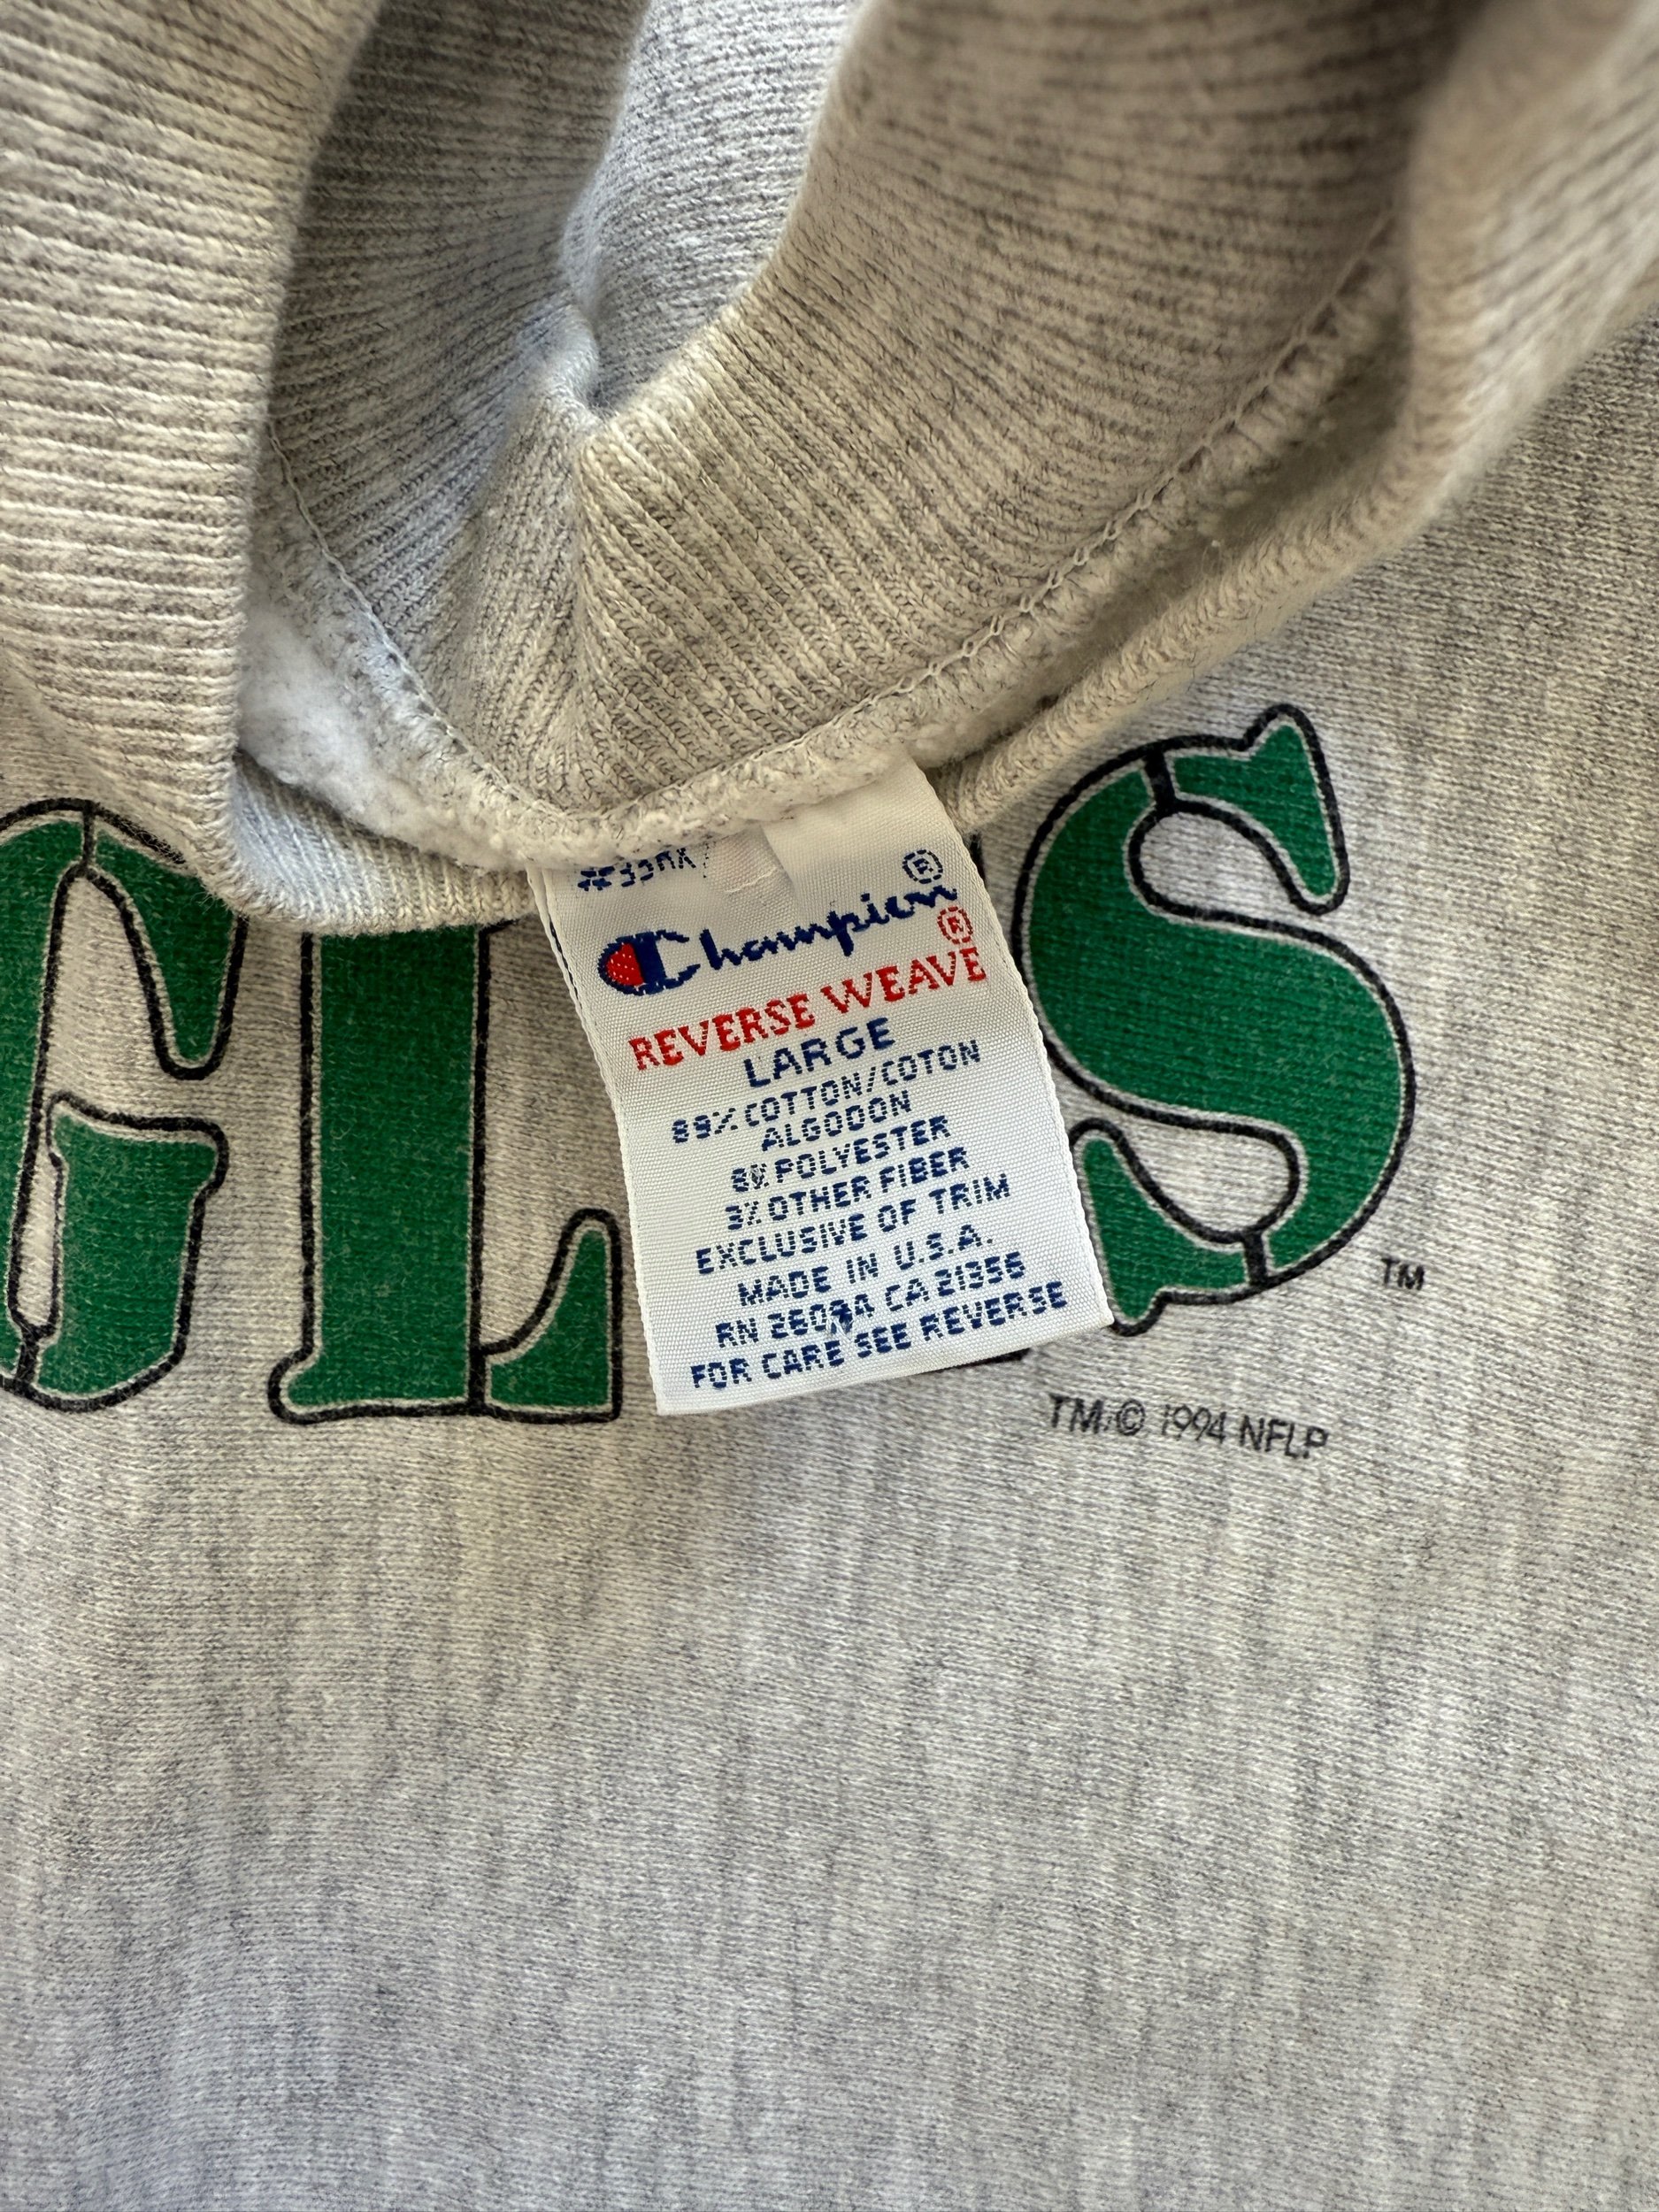 Champion®
REVERSE WEAVE®
LARGE
89% COTTON/COTON
ALGODON
8% POLYESTER
3% OTHER FIBER
EXCLUSIVE OF TRIM
MADE IN U.S.A.
RN 26094 CA 21356
FOR CARE SEE REVERSE
GL S
TM
TM © 1994 NFLP